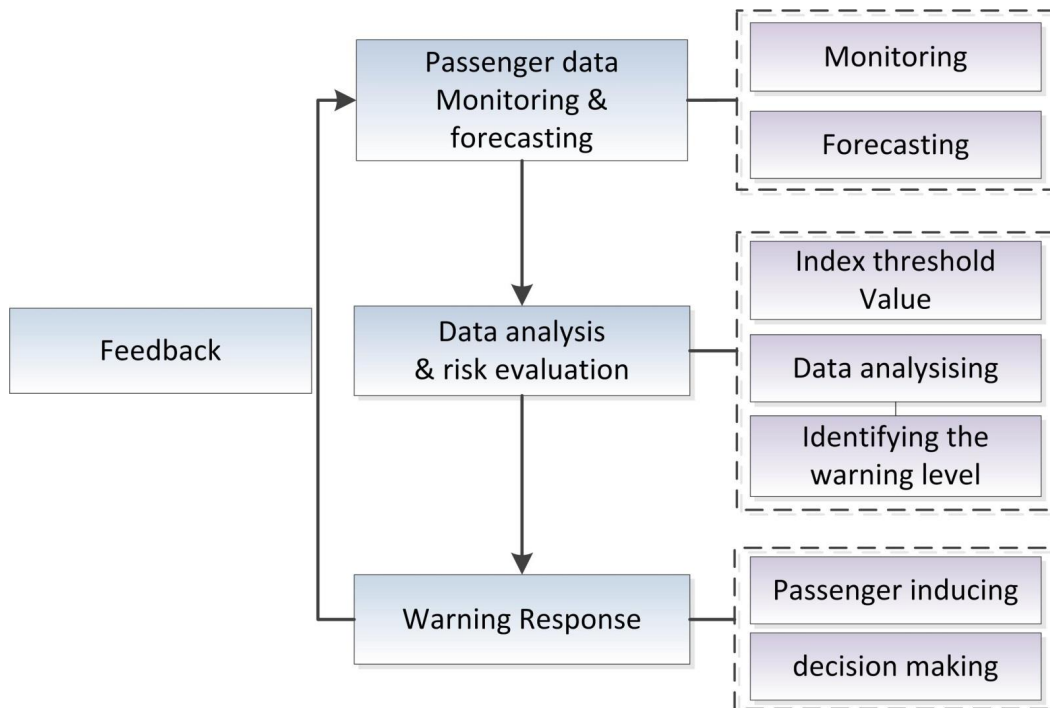 Passenger data
Monitoring &
forecasting
Monitoring
Forecasting
Feedback
Data analysis
& risk evaluation
Index threshold
Value
Data analysising
Identifying the
warning level
Warning Response
Passenger inducing
decision making